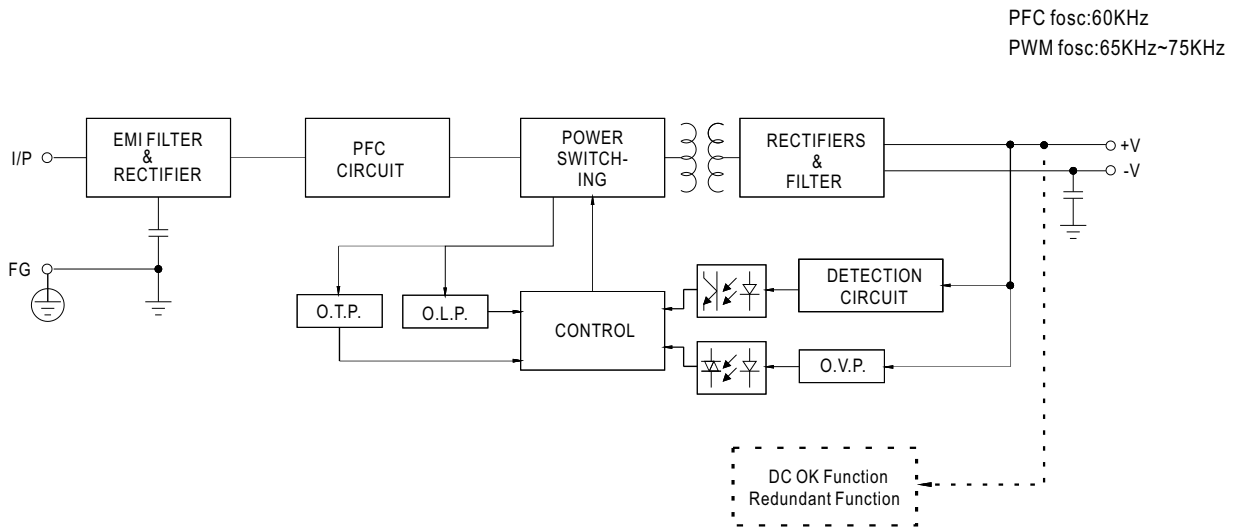 PFC fosc:60KHz
PWM fosc:65KHz~75KHz
I/P
EMI FILTER
&
RECTIFIER
PFC
CIRCUIT
POWER
SWITCH-
ING
RECTIFIERS
&
FILTER
+V
-V
FG
O.T.P.
O.L.P.
CONTROL
DETECTION
CIRCUIT
O.V.P.
DC OK Function
Redundant Function